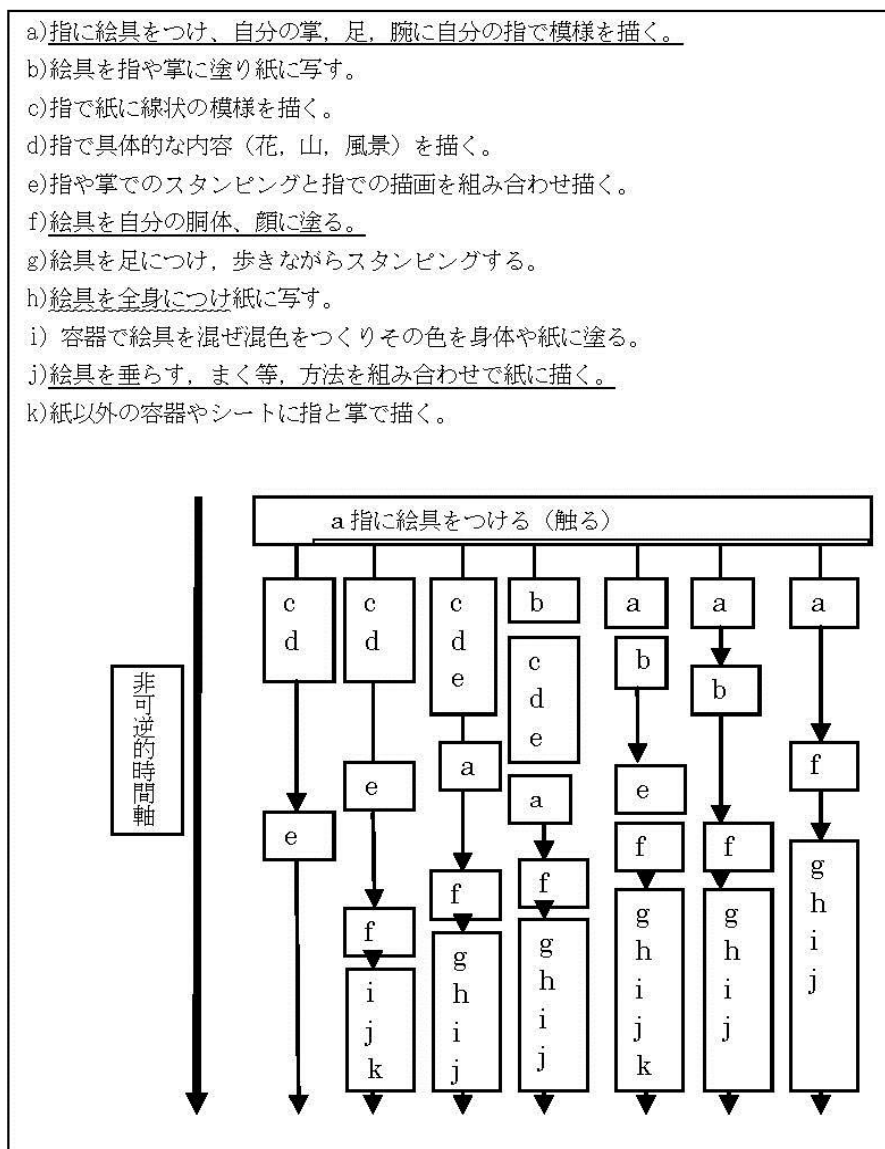 a)指に絵具をつけ、自分の掌，足，腕に自分の指で模様を描く。
b)絵具を指や掌に塗り紙に写す。
c)指で紙に線状の模様を描く。
d)指で具体的な内容（花，山，風景）を描く。
e)指や掌でのスタンピングと指での描画を組み合わせ描く。
f)絵具を自分の胴体、顔に塗る。
g)絵具を足につけ，歩きながらスタンピングする。
h)絵具を全身につけ紙に写す。
i) 容器で絵具を混ぜ混色をつくりその色を身体や紙に塗る。
j)絵具を垂らす，まく等，方法を組み合わせで紙に描く。
k)紙以外の容器やシートに指と掌で描く。
a 指に絵具をつける（触る）
非可逆的時間軸
c
d
e
c
d
e
f
i
j
k
c
d
e
a
f
g
h
i
j
b
c
d
e
a
f
g
h
i
j
a
b
e
f
g
h
i
j
k
a
b
f
g
h
i
j
a
f
g
h
i
j